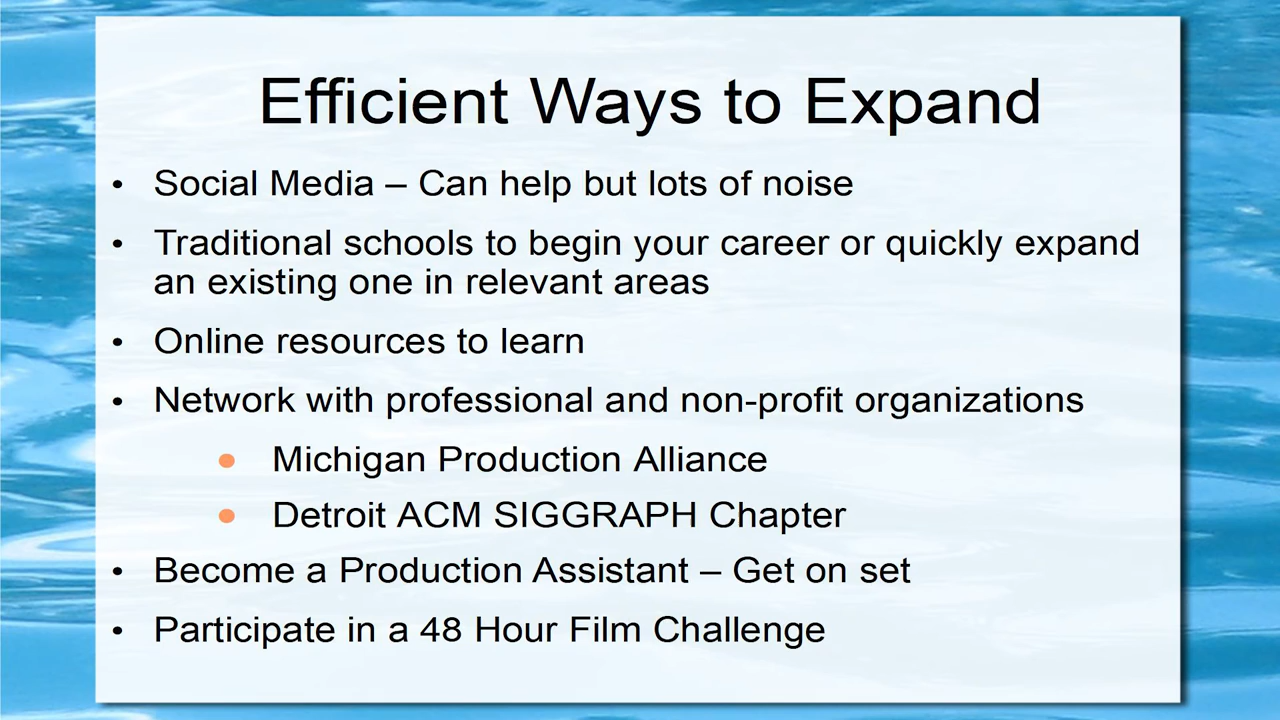 Efficient Ways to Expand
• Social Media – Can help but lots of noise
• Traditional schools to begin your career or quickly expand
an existing one in relevant areas
• Online resources to learn
• Network with professional and non-profit organizations
● Michigan Production Alliance
● Detroit ACM SIGGRAPH Chapter
• Become a Production Assistant – Get on set
• Participate in a 48 Hour Film Challenge